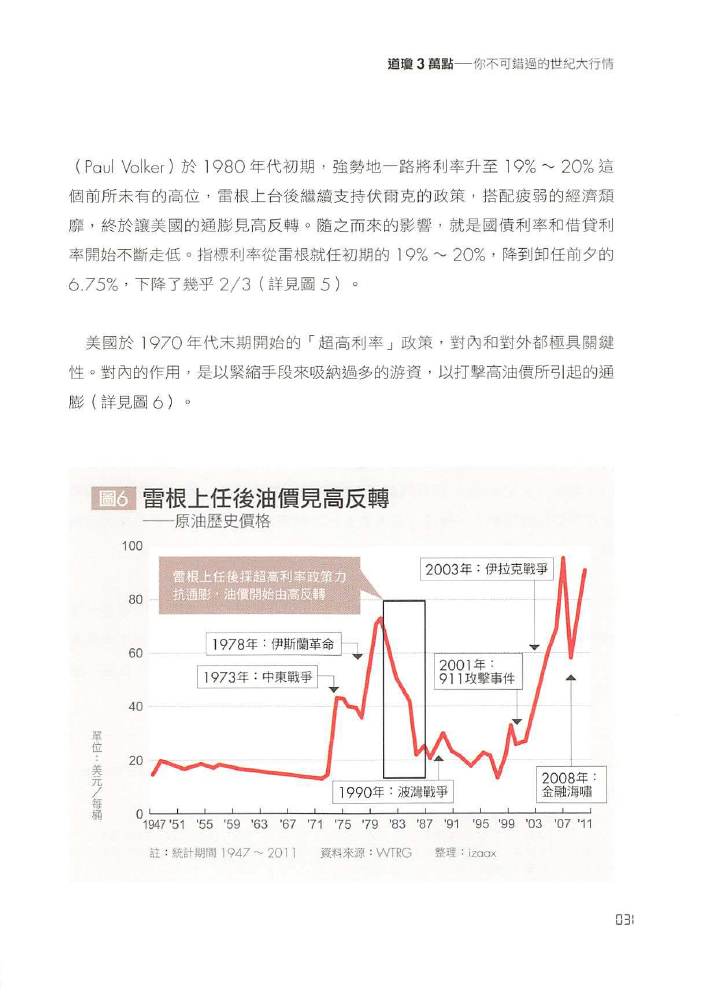 道瓊3萬點──你不可錯過的世紀大行情
（Paul Volker）於 1980 年代初期，強勢地一路將利率升至 19% ～ 20% 這
個前所未有的高位，雷根上台後繼續支持伏爾克的政策，搭配疲弱的經濟頹
靡，終於讓美國的通膨見高反轉。隨之而來的影響，就是國債利率和借貸利
率開始不斷走低。指標利率從雷根就任初期的 19% ～ 20%，降到卸任前夕的
6.75%，下降了幾乎 2/3（詳見圖 5）。
美國於 1970 年代末期開始的「超高利率」政策，對內和對外都極具關鍵
性。對內的作用，是以緊縮手段來吸納過多的游資，以打擊高油價所引起的通
膨（詳見圖 6）。
圖6 雷根上任後油價見高反轉
──原油歷史價格
100
80
60
40
20
0
單位：美元／每桶
雷根上任後採超高利率政策力
抗通膨，油價開始由高反轉
1978年：伊斯蘭革命
1973年：中東戰爭
2003年：伊拉克戰爭
2001年：
911攻擊事件
1990年：波灣戰爭
2008年：
金融海嘯
1947 '51 '55 '59 '63 '67 '71 '75 '79 '83 '87 '91 '95 '99 '03 '07 '11
註：統計期間 1947 ～ 2011 資料來源：WTRG 整理：izaax
031